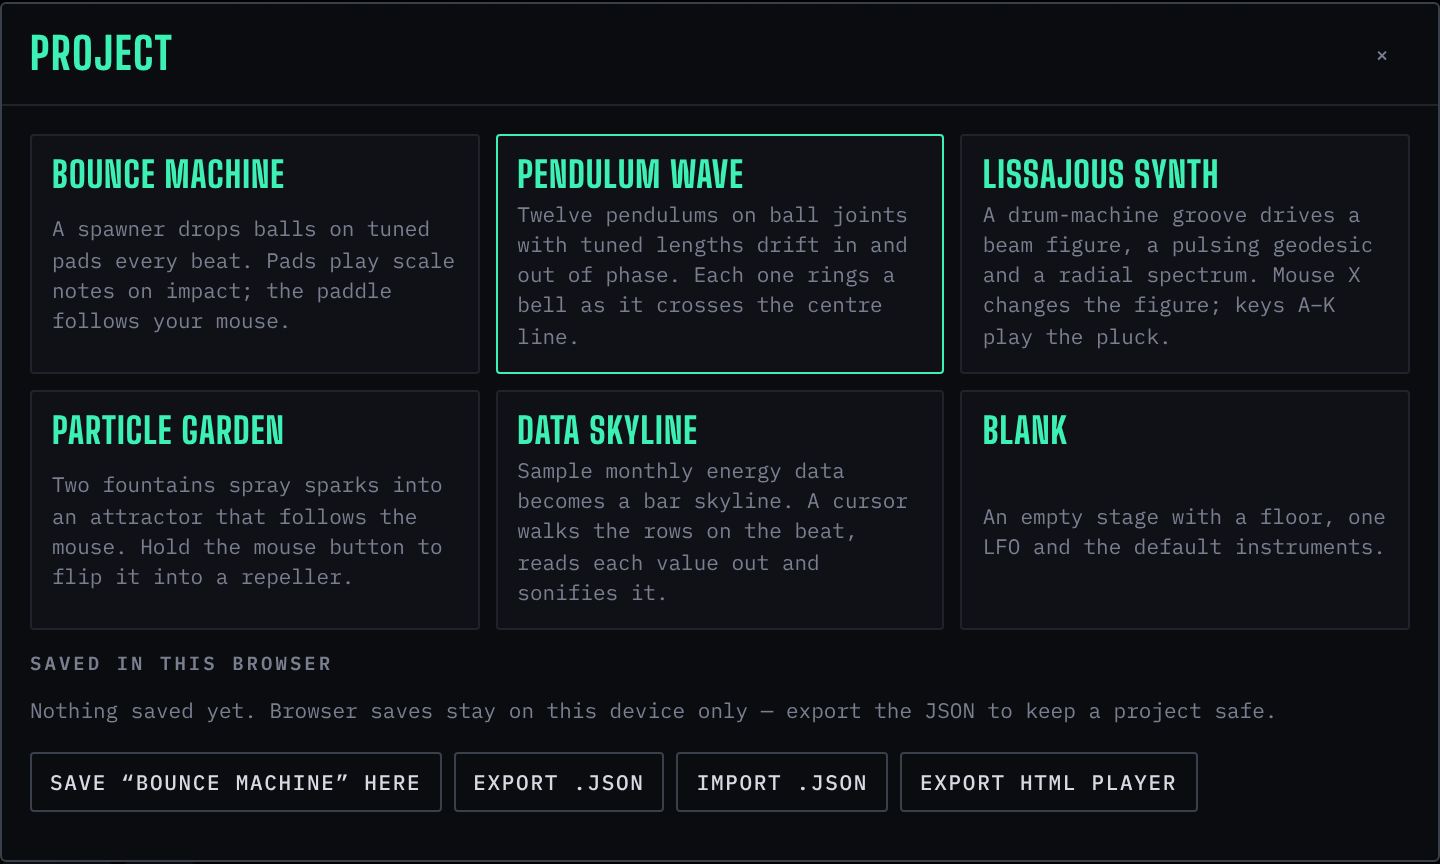 PROJECT
×
BOUNCE MACHINE
A spawner drops balls on tuned
pads every beat. Pads play scale
notes on impact; the paddle
follows your mouse.
PENDULUM WAVE
Twelve pendulums on ball joints
with tuned lengths drift in and
out of phase. Each one rings a
bell as it crosses the centre
line.
LISSAJOUS SYNTH
A drum-machine groove drives a
beam figure, a pulsing geodesic
and a radial spectrum. Mouse X
changes the figure; keys A–K
play the pluck.
PARTICLE GARDEN
Two fountains spray sparks into
an attractor that follows the
mouse. Hold the mouse button to
flip it into a repeller.
DATA SKYLINE
Sample monthly energy data
becomes a bar skyline. A cursor
walks the rows on the beat,
reads each value out and
sonifies it.
BLANK
An empty stage with a floor, one
LFO and the default instruments.
SAVED IN THIS BROWSER
Nothing saved yet. Browser saves stay on this device only — export the JSON to keep a project safe.
SAVE “BOUNCE MACHINE” HERE
EXPORT .JSON
IMPORT .JSON
EXPORT HTML PLAYER